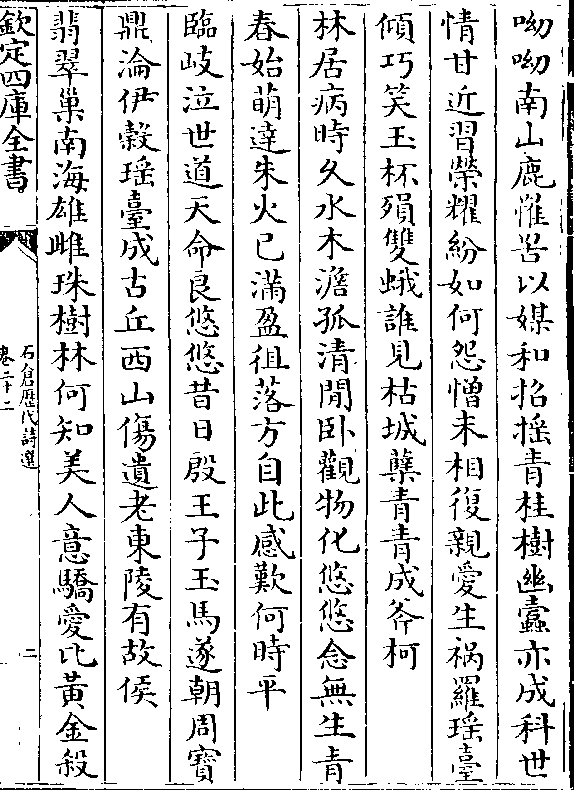 呦呦南山鹿罹罟以媒和招搖青桂樹幽蠹亦成科世
情甘近習榮耀紛如何怨憎未相復親愛生禍羅瑶臺
傾巧笑玉杯殞雙蛾誰見枯城蘖青青成斧柯
林居病時久水木澹孤清閒卧觀物化悠悠念無生青
春始萌達朱火已滿盈徂落方自此感歎何時平
臨岐泣世道天命良悠悠昔日殷王子玉馬遂朝周寶
鼎淪伊穀瑶臺成古丘西山傷遺老東陵有故侯
翡翠巢南海雄雌珠樹林何知美人意驕愛比黃金殺
欽定四庫全書
石倉歷代詩選
卷二十二
二